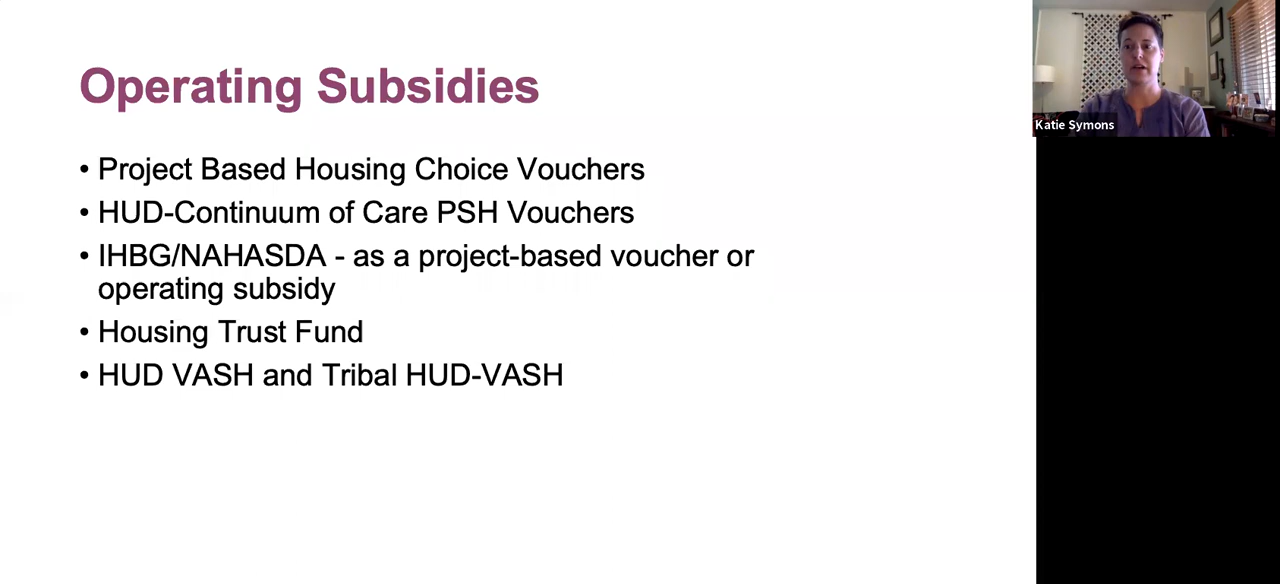 Operating Subsidies
• Project Based Housing Choice Vouchers
• HUD-Continuum of Care PSH Vouchers
• IHBG/NAHASDA - as a project-based voucher or
operating subsidy
• Housing Trust Fund
• HUD VASH and Tribal HUD-VASH
Katie Symons